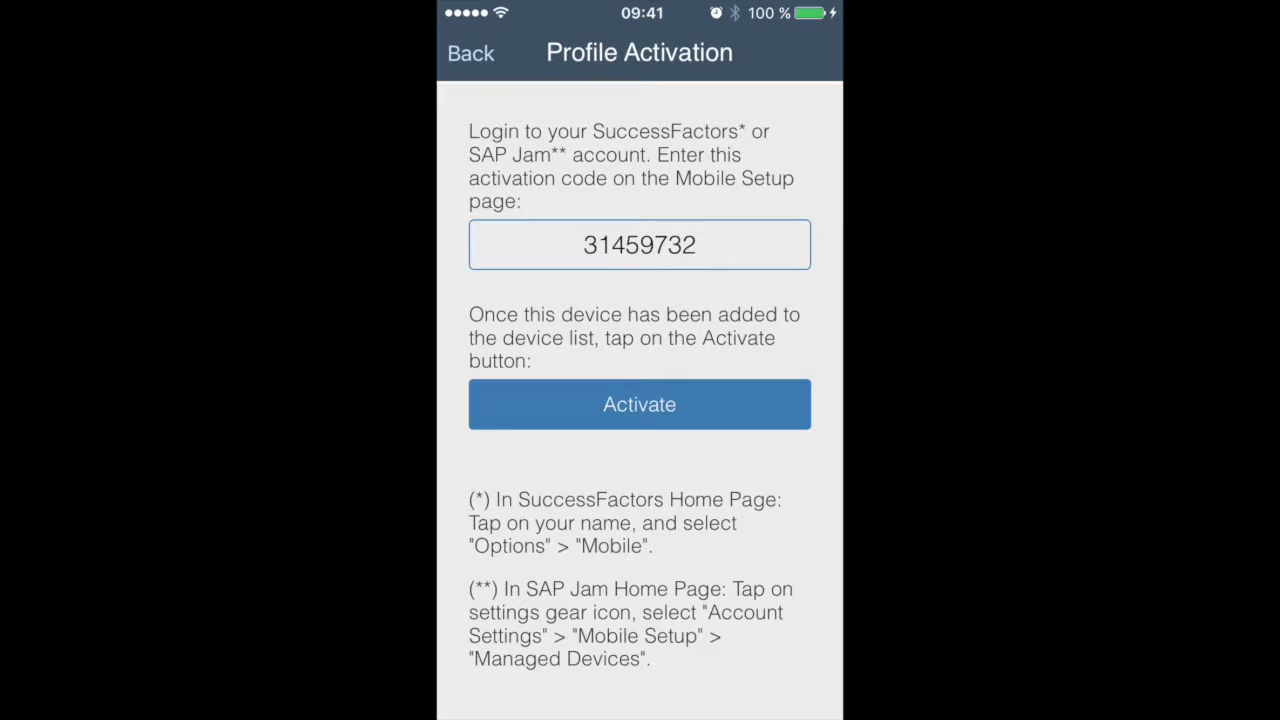 09:41 100 %
Back Profile Activation
Login to your SuccessFactors* or
SAP Jam** account. Enter this
activation code on the Mobile Setup
page:
31459732
Once this device has been added to
the device list, tap on the Activate
button:
Activate
(*) In SuccessFactors Home Page:
Tap on your name, and select
"Options" > "Mobile".
(**) In SAP Jam Home Page: Tap on
settings gear icon, select "Account
Settings" > "Mobile Setup" >
"Managed Devices".